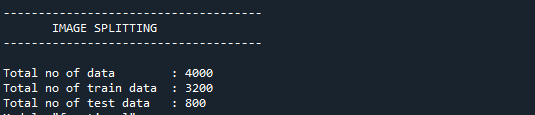 -------------------------------------
IMAGE SPLITTING
-------------------------------------
Total no of data : 4000
Total no of train data : 3200
Total no of test data : 800